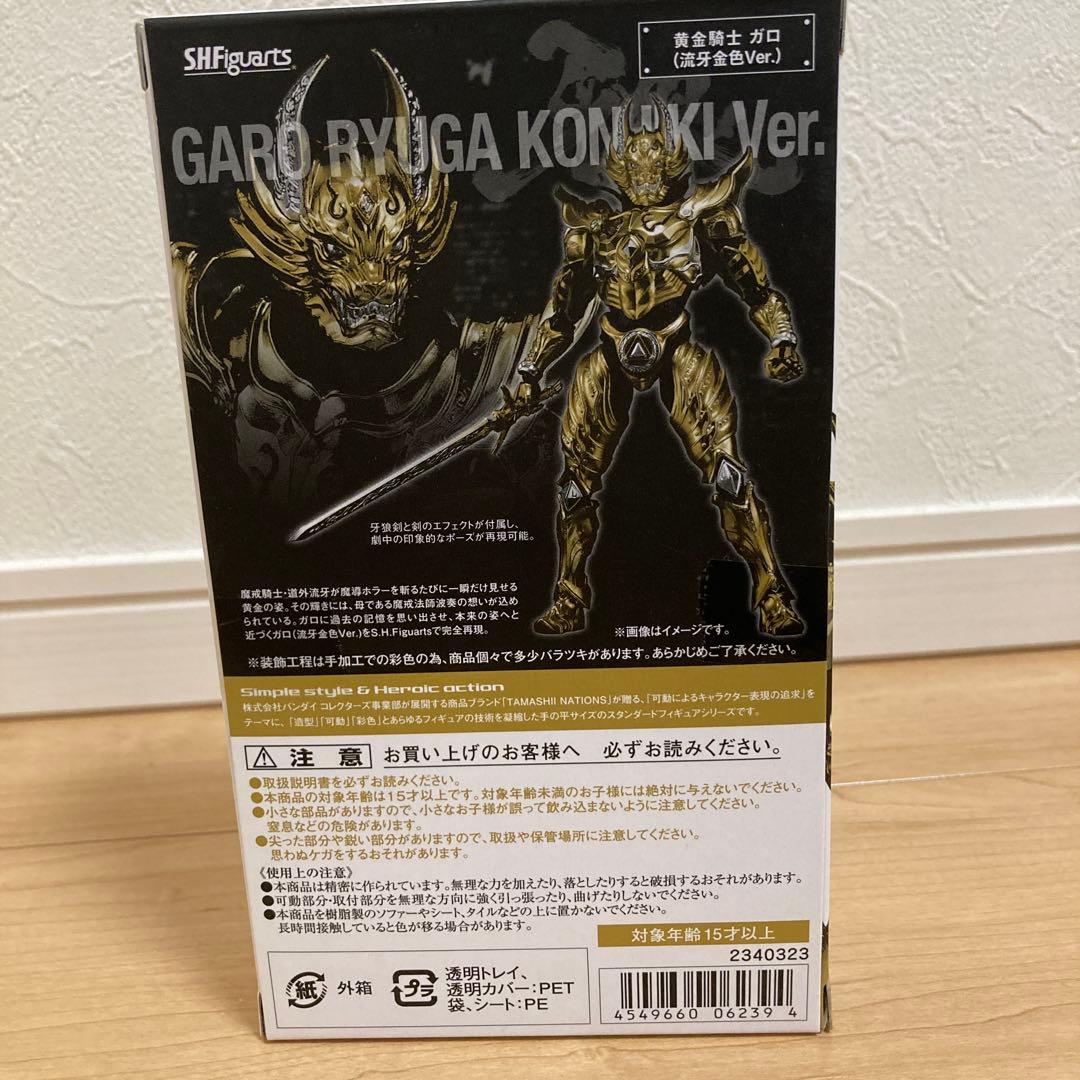 S.H.Figuarts
黄金騎士 ガロ
(流牙金色Ver.)
GARO RYUGA KONJIKI Ver.
牙狼剣と剣のエフェクトが付属し、
劇中の印象的なポーズが再現可能。
魔戒騎士・道外流牙が魔導ホラーを斬るたびに一瞬だけ見せる
黄金の姿。その輝きには、母である魔戒法師波奏の想いが込め
られている。ガロに過去の記憶を思い出させ、本来の姿へと
近づくガロ(流牙金色Ver.)をS.H.Figuartsで完全再現。
※画像はイメージです。
※装飾工程は手加工での彩色の為、商品個々で多少バラツキがあります。あらかじめご了承ください。
Simple style & Heroic action
株式会社バンダイ コレクターズ事業部が展開する商品ブランド「TAMASHII NATIONS」が贈る、「可動によるキャラクター表現の追求」を
テーマに、「造型」「可動」「彩色」とあらゆるフィギュアの技術を凝縮した手の平サイズのスタンダードフィギュアシリーズです。
注意 お買い上げのお客様へ 必ずお読みください。
●取扱説明書を必ずお読みください。
●本商品の対象年齢は15才以上です。対象年齢未満のお子様には絶対に与えないでください。
●小さな部品がありますので、小さなお子様が誤って飲み込まないように注意してください。
窒息などの危険があります。
●尖った部分や鋭い部分がありますので、取扱や保管場所に注意してください。
思わぬケガをするおそれがあります。
《使用上の注意》
●本商品は精密に作られています。無理な力を加えたり、落としたりすると破損するおそれがあります。
●可動部分・取付部分を無理な方向に強く引っ張ったり、曲げたりしないでください。
●本商品を樹脂製のソファーやシート、タイルなどの上に置かないでください。
長時間接触していると色が移る場合があります。
対象年齢15才以上
2340323
紙 外箱
プラ 透明トレイ、
透明カバー:PET
袋、シート:PE
4549660 06239 4